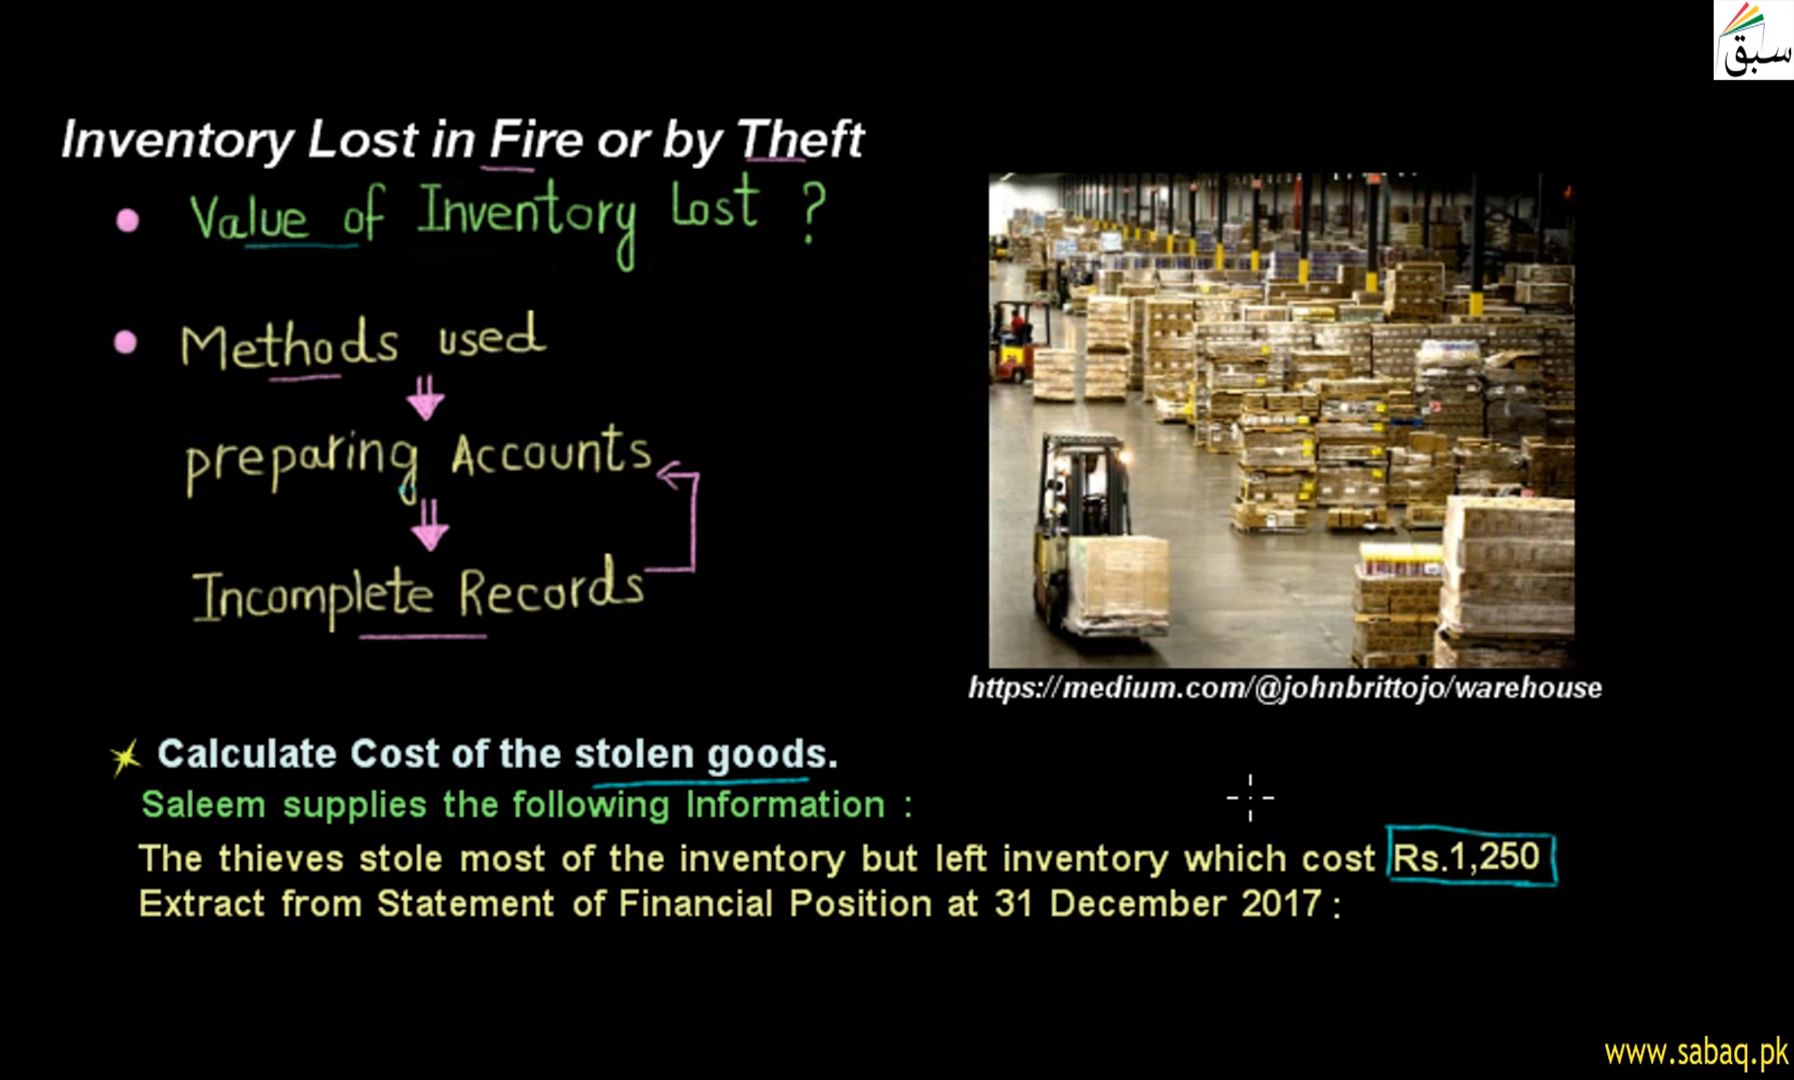 سبق
Inventory Lost in Fire or by Theft
Value of Inventory Lost ?
Methods used
preparing Accounts
Incomplete Records
https://medium.com/@johnbrittojo/warehouse
Calculate Cost of the stolen goods.
Saleem supplies the following Information :
The thieves stole most of the inventory but left inventory which cost Rs.1,250
Extract from Statement of Financial Position at 31 December 2017 :
www.sabaq.pk